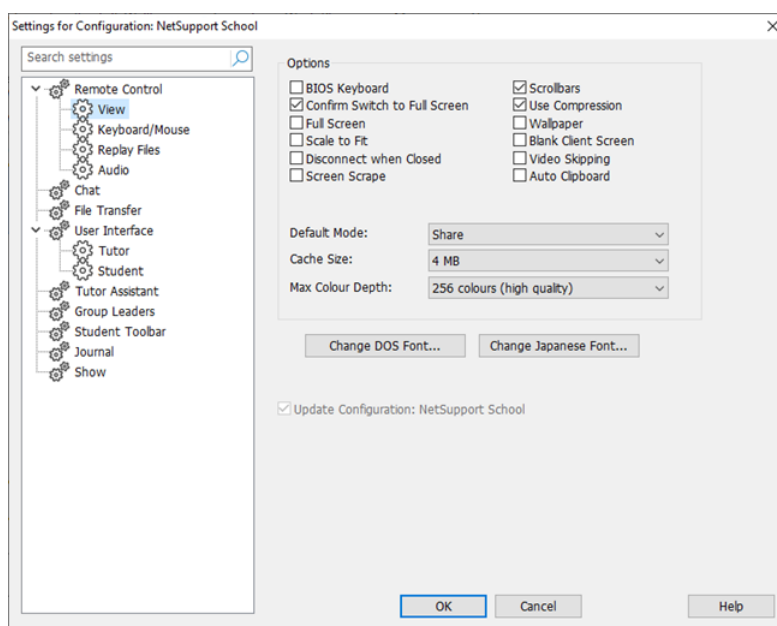 Settings for Configuration: NetSupport School
Search settings
Remote Control
View
Keyboard/Mouse
Replay Files
Audio
Chat
File Transfer
User Interface
Tutor
Student
Tutor Assistant
Group Leaders
Student Toolbar
Journal
Show
Options
BIOS Keyboard
Scrollbars
Confirm Switch to Full Screen
Use Compression
Full Screen
Wallpaper
Scale to Fit
Blank Client Screen
Disconnect when Closed
Video Skipping
Screen Scrape
Auto Clipboard
Default Mode:
Share
Cache Size:
4 MB
Max Colour Depth:
256 colours (high quality)
Change DOS Font...
Change Japanese Font...
Update Configuration: NetSupport School
OK
Cancel
Help